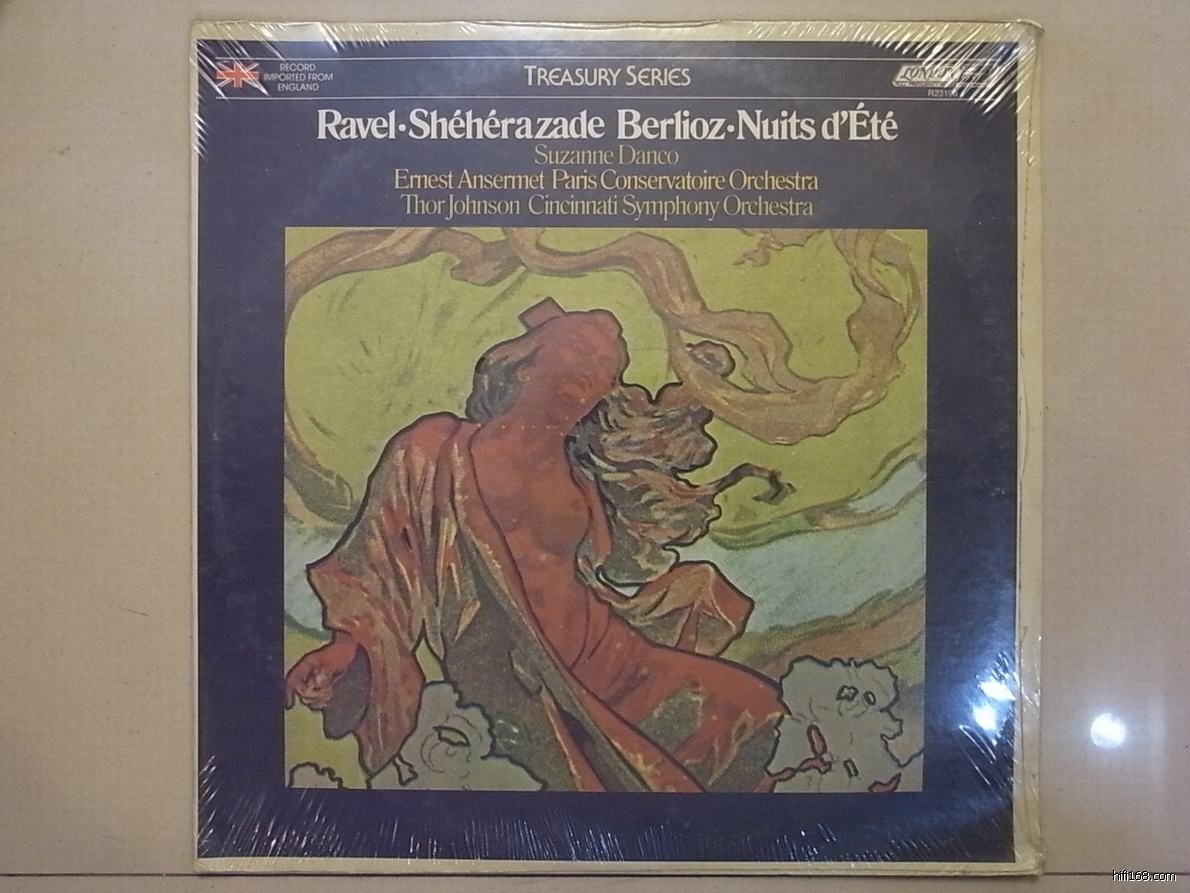 RECORD
IMPORTED FROM
ENGLAND
TREASURY SERIES
LONDON
Ravel·Shéhérazade Berlioz·Nuits d'Été
Suzanne Danco
Ernest Ansermet Paris Conservatoire Orchestra
Thor Johnson Cincinnati Symphony Orchestra
hifi168.com